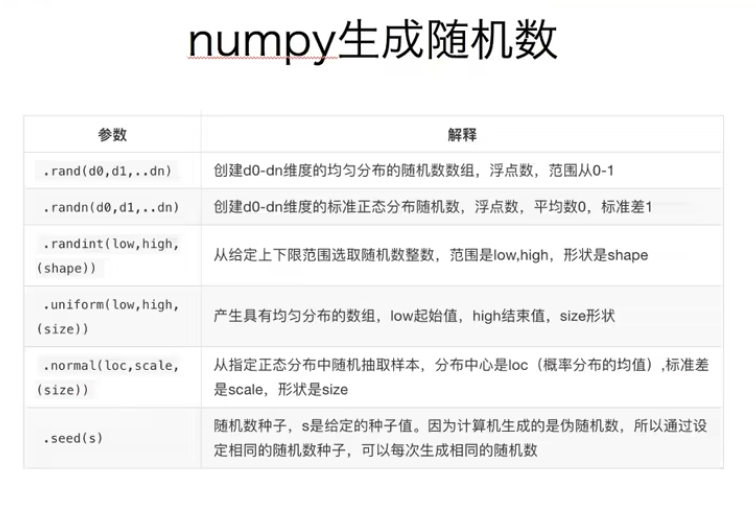 numpy生成随机数
参数
解释
.rand(d0,d1,..dn)
创建d0-dn维度的均匀分布的随机数数组，浮点数，范围从0-1
.randn(d0,d1,..dn)
创建d0-dn维度的标准正态分布随机数，浮点数，平均数0，标准差1
.randint(low,high,
(shape))
从给定上下限范围选取随机数整数，范围是low,high，形状是shape
.uniform(low,high,
(size))
产生具有均匀分布的数组，low起始值，high结束值，size形状
.normal(loc,scale,
(size))
从指定正态分布中随机抽取样本，分布中心是loc（概率分布的均值）,标准差
是scale，形状是size
.seed(s)
随机数种子，s是给定的种子值。因为计算机生成的是伪随机数，所以通过设
定相同的随机数种子，可以每次生成相同的随机数